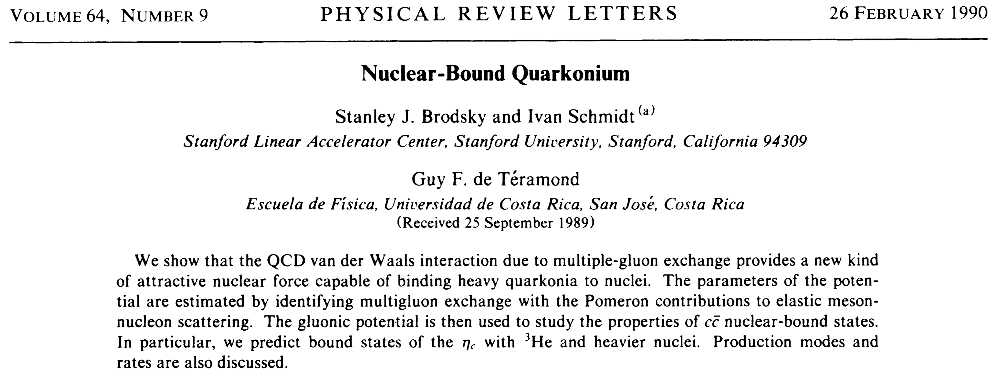 VOLUME 64, NUMBER 9 PHYSICAL REVIEW LETTERS 26 FEBRUARY 1990
Nuclear-Bound Quarkonium
Stanley J. Brodsky and Ivan Schmidt (a)
Stanford Linear Accelerator Center, Stanford University, Stanford, California 94309
Guy F. de Téramond
Escuela de Física, Universidad de Costa Rica, San José, Costa Rica
(Received 25 September 1989)
We show that the QCD van der Waals interaction due to multiple-gluon exchange provides a new kind
of attractive nuclear force capable of binding heavy quarkonia to nuclei. The parameters of the poten-
tial are estimated by identifying multigluon exchange with the Pomeron contributions to elastic meson-
nucleon scattering. The gluonic potential is then used to study the properties of cc̄ nuclear-bound states.
In particular, we predict bound states of the η_c with ³He and heavier nuclei. Production modes and
rates are also discussed.